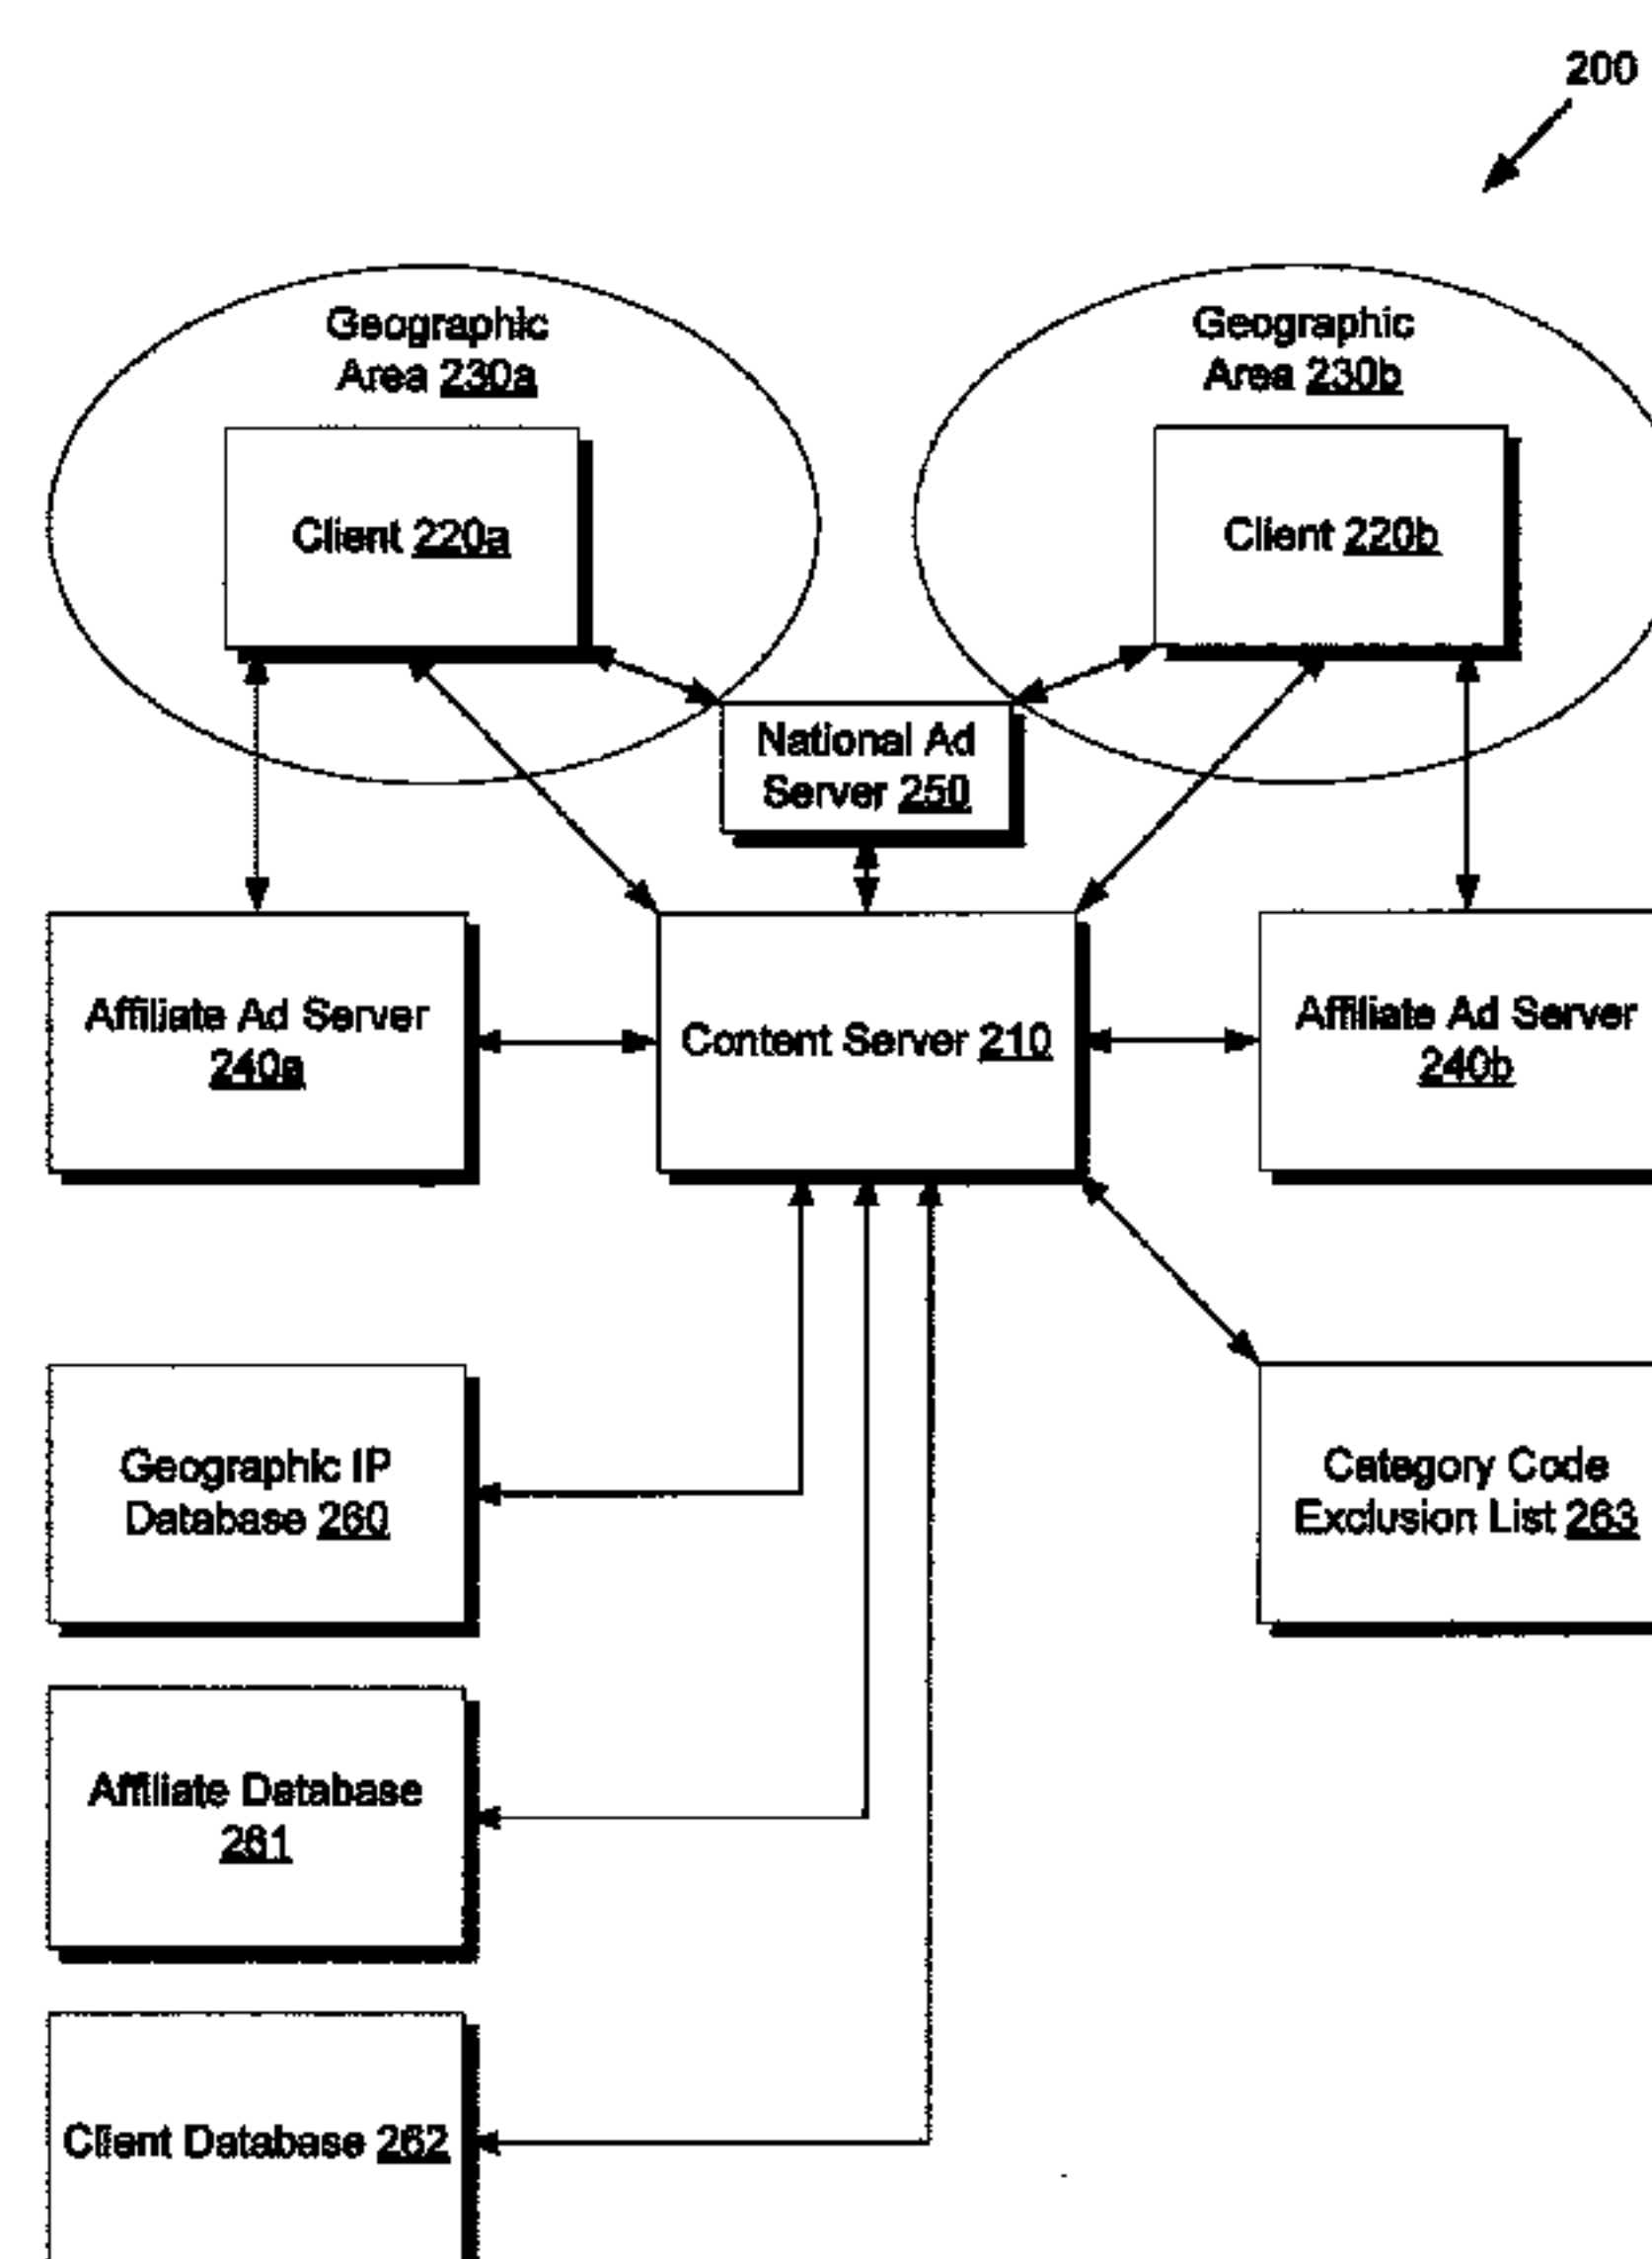 200
Geographic
Area 230a
Geographic
Area 230b
Client 220a
Client 220b
National Ad
Server 250
Affiliate Ad Server
240a
Content Server 210
Affiliate Ad Server
240b
Geographic IP
Database 260
Category Code
Exclusion List 263
Affiliate Database
261
Client Database 262